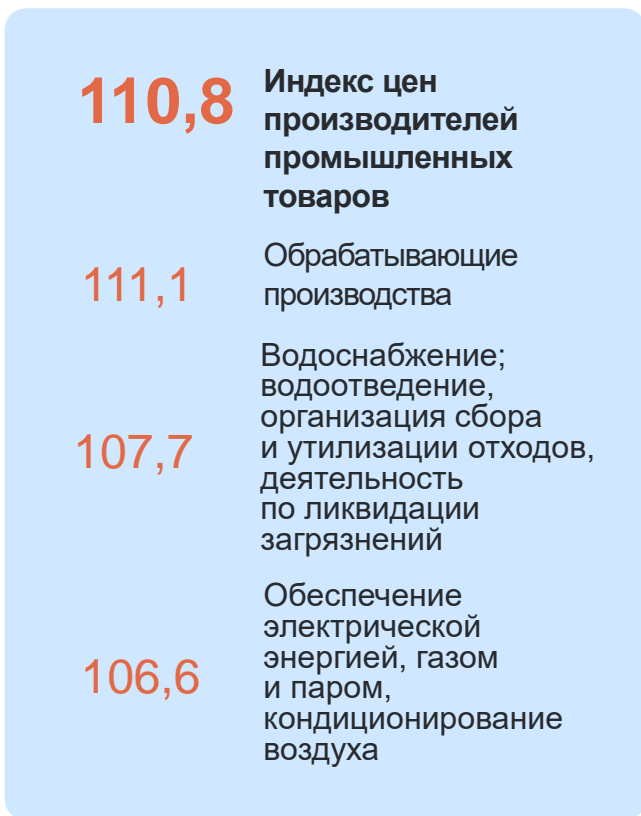 110,8
Индекс цен
производителей
промышленных
товаров
111,1
Обрабатывающие
производства
107,7
Водоснабжение;
водоотведение,
организация сбора
и утилизации отходов,
деятельность
по ликвидации
загрязнений
106,6
Обеспечение
электрической
энергией, газом
и паром,
кондиционирование
воздуха